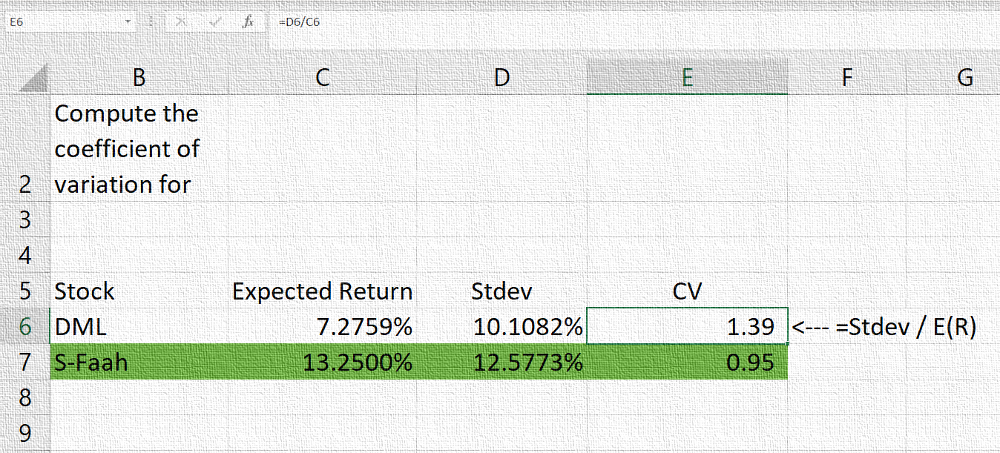 E6 fx =D6/C6
B C D E F G
Compute the
coefficient of
2 variation for
3
4
5 Stock Expected Return Stdev CV
6 DML 7.2759% 10.1082% 1.39 <--- =Stdev / E(R)
7 S-Faah 13.2500% 12.5773% 0.95
8
9